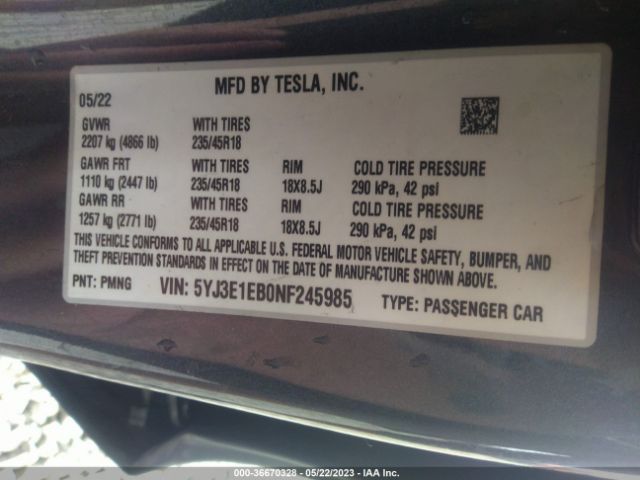 MFD BY TESLA, INC.
05/22
GVWR WITH TIRES
2207 kg (4866 lb) 235/45R18
GAWR FRT WITH TIRES RIM COLD TIRE PRESSURE
1110 kg (2447 lb) 235/45R18 18X8.5J 290 kPa, 42 psi
GAWR RR WITH TIRES RIM COLD TIRE PRESSURE
1257 kg (2771 lb) 235/45R18 18X8.5J 290 kPa, 42 psi
THIS VEHICLE CONFORMS TO ALL APPLICABLE U.S. FEDERAL MOTOR VEHICLE SAFETY, BUMPER, AND
THEFT PREVENTION STANDARDS IN EFFECT ON THE DATE OF MANUFACTURE SHOWN ABOVE.
PNT: PMNG VIN: 5YJ3E1EB0NF245985 TYPE: PASSENGER CAR
000-36670328 - 05/22/2023 - IAA Inc.